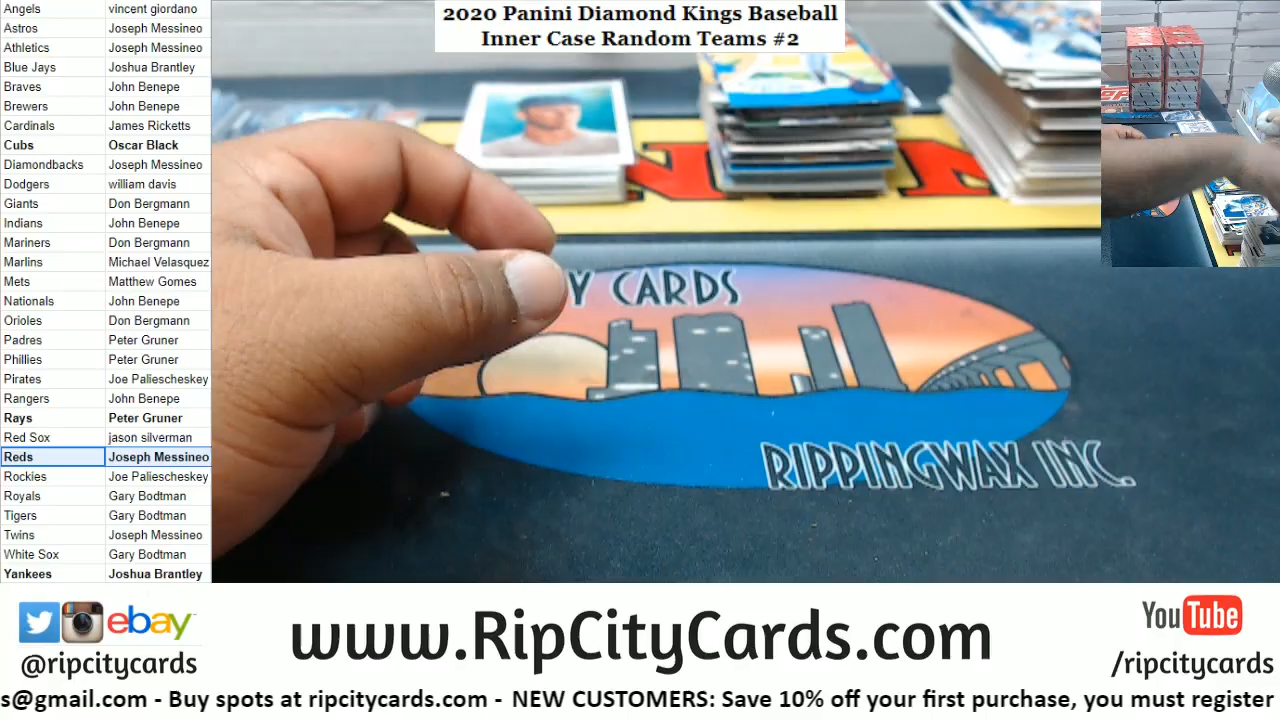 2020 Panini Diamond Kings Baseball
Inner Case Random Teams #2
Angels vincent giordano
Astros Joseph Messineo
Athletics Joseph Messineo
Blue Jays Joshua Brantley
Braves John Benepe
Brewers John Benepe
Cardinals James Ricketts
Cubs Oscar Black
Diamondbacks Joseph Messineo
Dodgers william davis
Giants Don Bergmann
Indians John Benepe
Mariners Don Bergmann
Marlins Michael Velasquez
Mets Matthew Gomes
Nationals John Benepe
Orioles Don Bergmann
Padres Peter Gruner
Phillies Peter Gruner
Pirates Joe Paliescheskey
Rangers John Benepe
Rays Peter Gruner
Red Sox jason silverman
Reds Joseph Messineo
Rockies Joe Paliescheskey
Royals Gary Bodtman
Tigers Gary Bodtman
Twins Joseph Messineo
White Sox Gary Bodtman
Yankees Joshua Brantley
Y CARDS
RIPPINGWAX INC.
ebay
@ripcitycards
www.RipCityCards.com
YouTube
/ripcitycards
s@gmail.com - Buy spots at ripcitycards.com - NEW CUSTOMERS: Save 10% off your first purchase, you must register